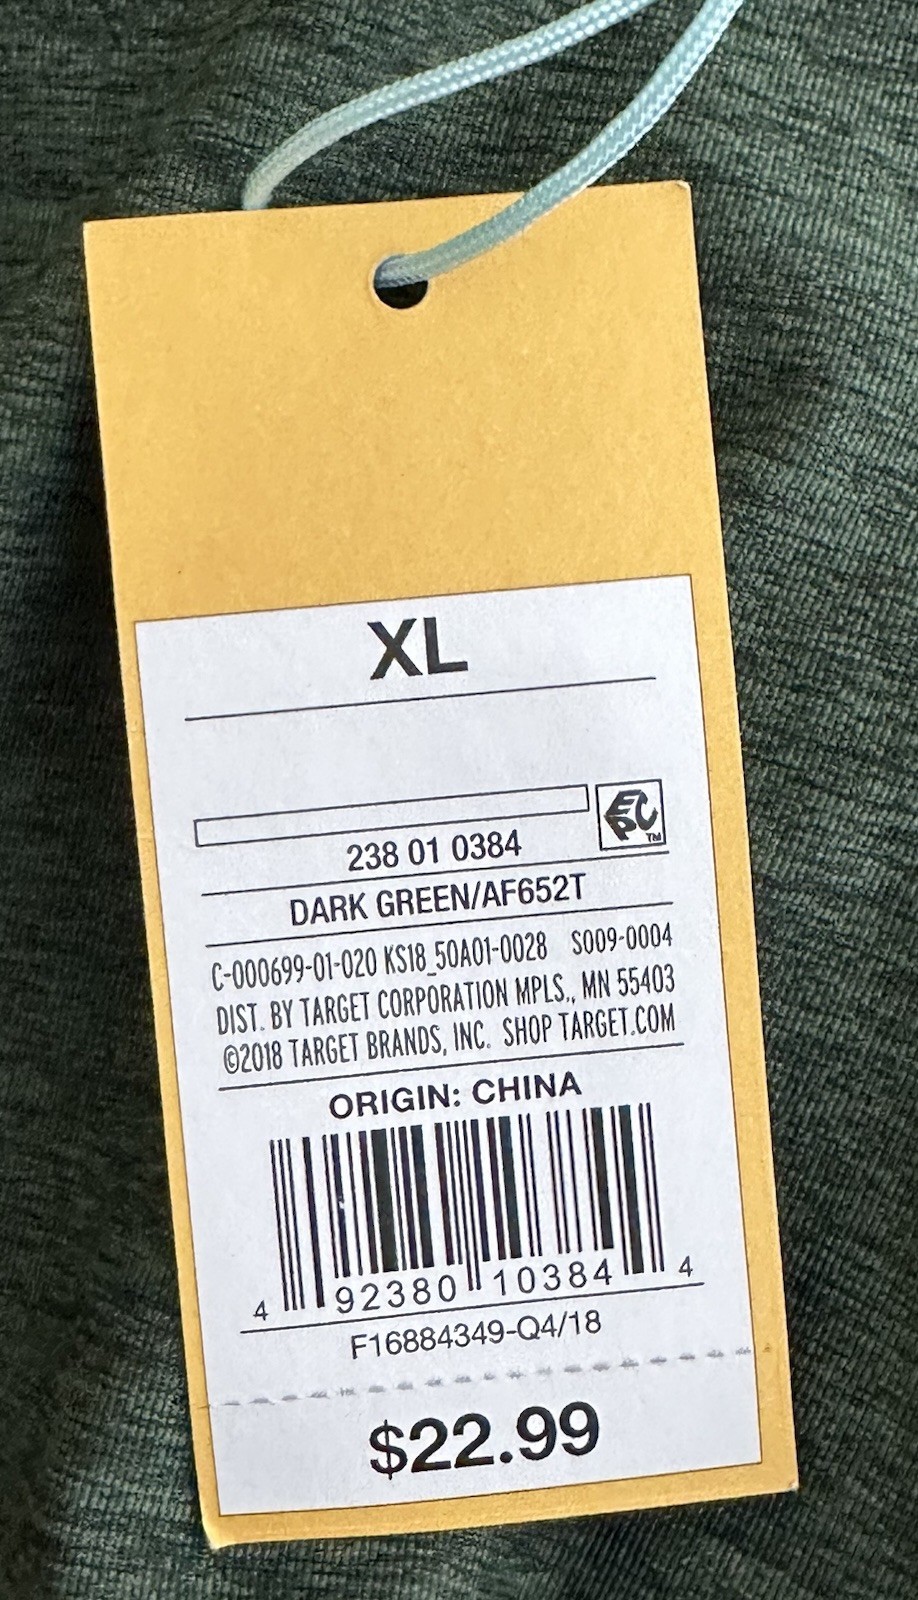 XL
EPC™
238 01 0384
DARK GREEN/AF652T
C-000699-01-020 KS18_50A01-0028 S009-0004
DIST. BY TARGET CORPORATION MPLS., MN 55403
©2018 TARGET BRANDS, INC. SHOP TARGET.COM
ORIGIN: CHINA
4 92380 10384 4
F16884349-Q4/18
$22.99